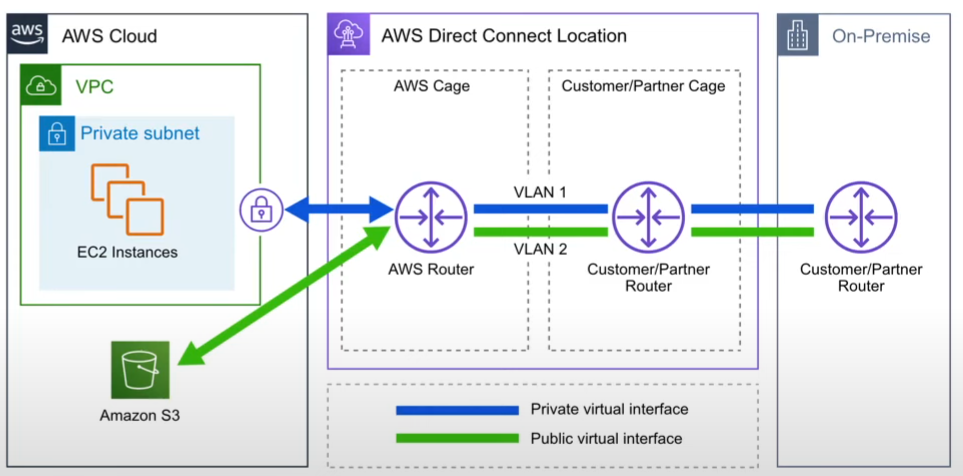 aws
AWS Cloud
VPC
Private subnet
EC2 Instances
Amazon S3
AWS Direct Connect Location
AWS Cage
Customer/Partner Cage
VLAN 1
VLAN 2
AWS Router
Customer/Partner
Router
On-Premise
Customer/Partner
Router
Private virtual interface
Public virtual interface